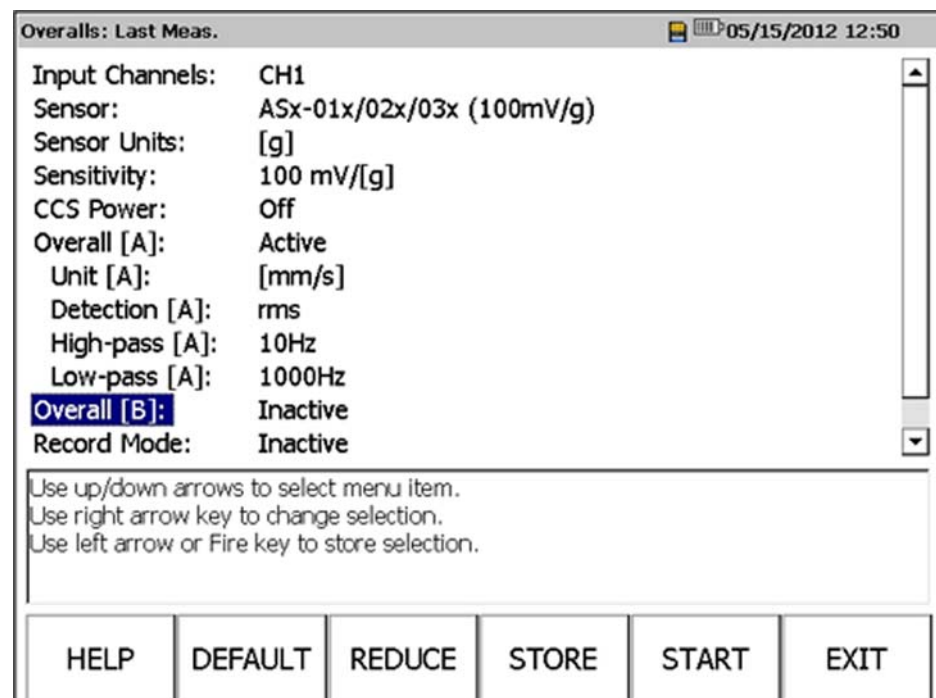 Overalls: Last Meas. 05/15/2012 12:50
Input Channels: CH1
Sensor: ASx-01x/02x/03x (100mV/g)
Sensor Units: [g]
Sensitivity: 100 mV/[g]
CCS Power: Off
Overall [A]: Active
Unit [A]: [mm/s]
Detection [A]: rms
High-pass [A]: 10Hz
Low-pass [A]: 1000Hz
Overall [B]: Inactive
Record Mode: Inactive
Use up/down arrows to select menu item.
Use right arrow key to change selection.
Use left arrow or Fire key to store selection.
HELP DEFAULT REDUCE STORE START EXIT